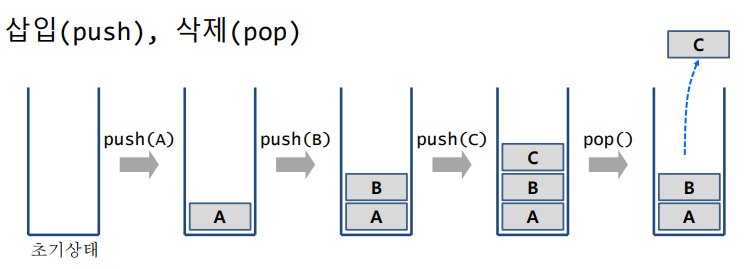 삽입(push), 삭제(pop)
C
push(A) push(B) push(C) pop()
C
B B B
A A A A
초기상태